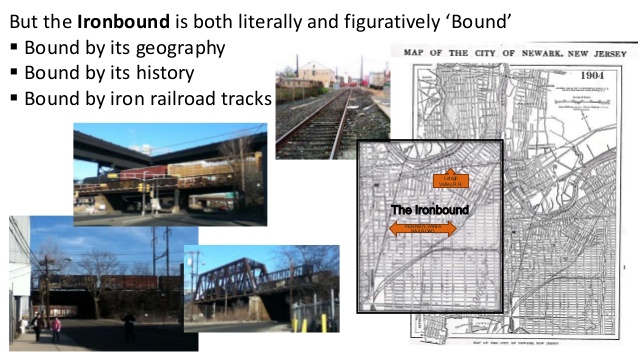 But the Ironbound is both literally and figuratively ‘Bound’
▪ Bound by its geography
▪ Bound by its history
▪ Bound by iron railroad tracks
MAP OF THE CITY OF NEWARK, NEW JERSEY
1904
Lehigh
Valley R.R.
The Ironbound
PENNSYLVANIA
RAILROAD
MAP OF THE CITY OF NEWARK, NEW JERSEY